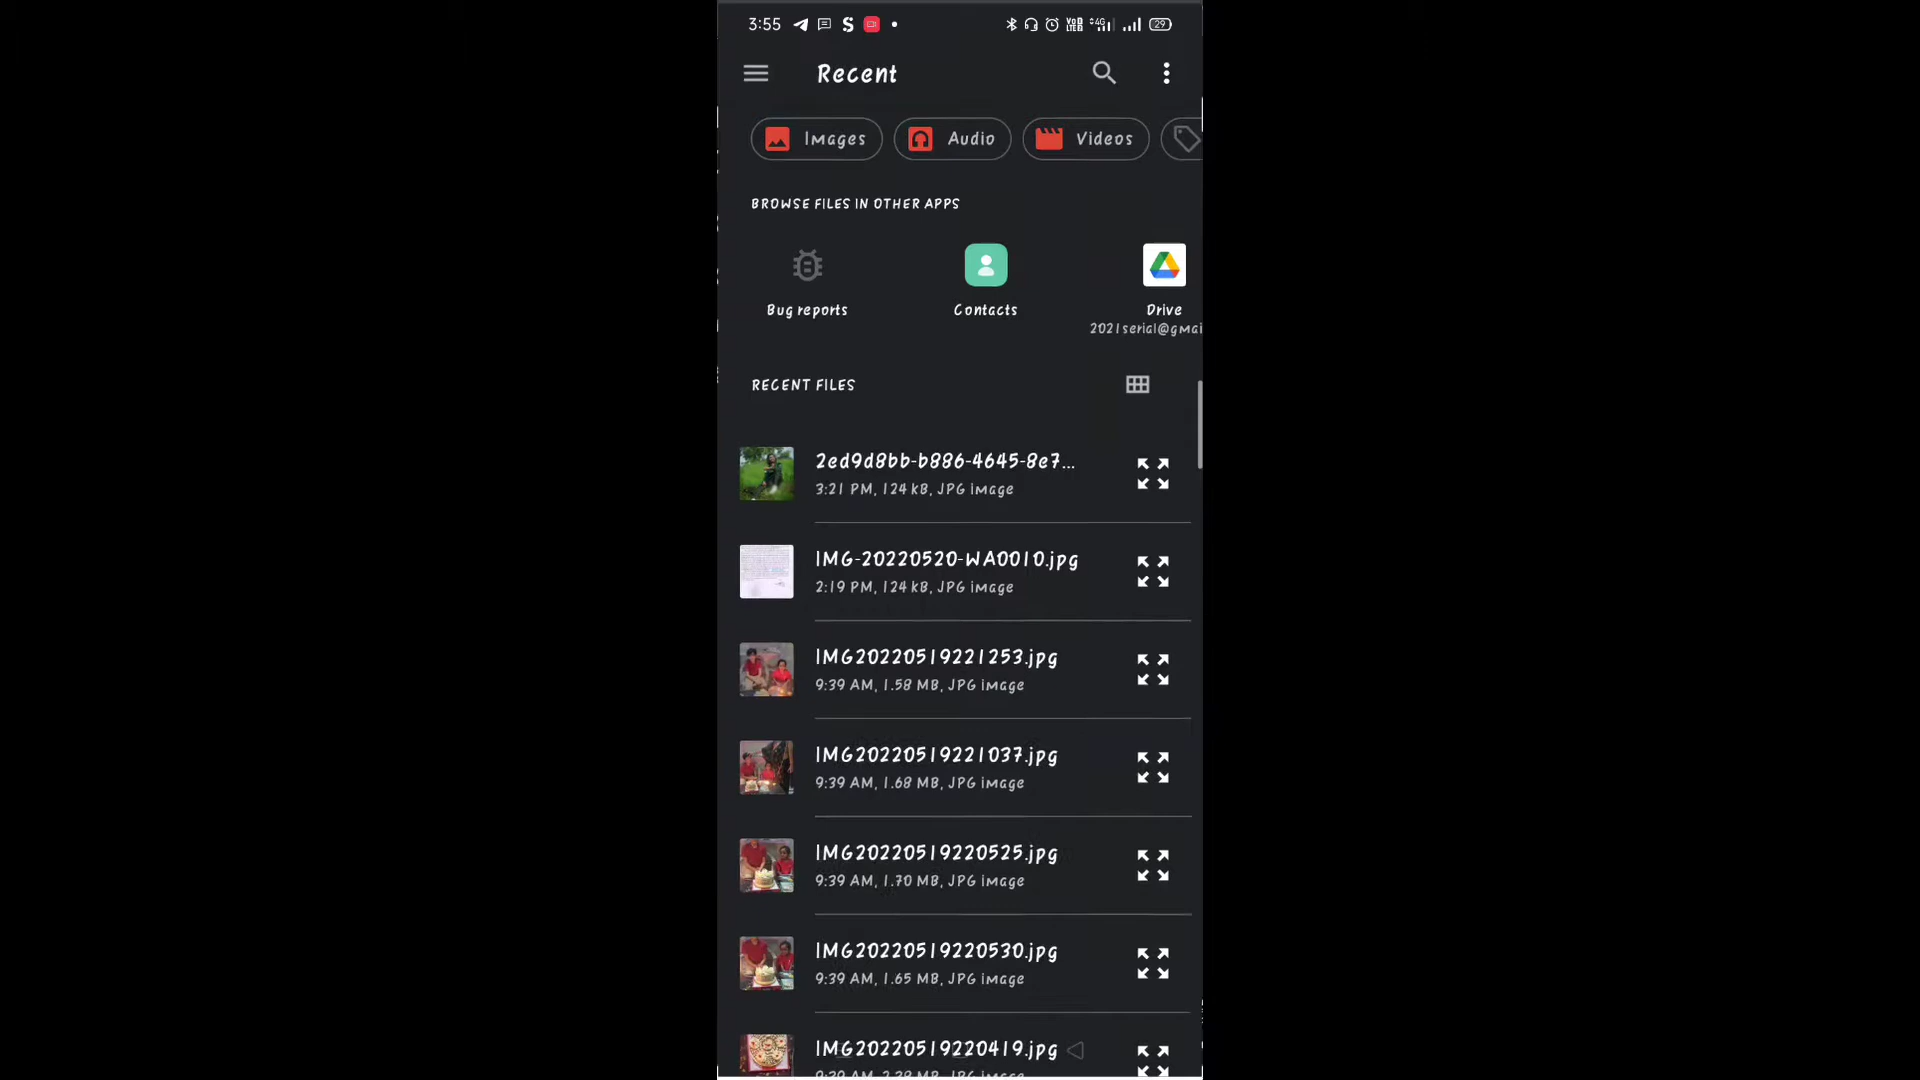 3:55
29
Recent
Images
Audio
Videos
BROWSE FILES IN OTHER APPS
Bug reports
Contacts
Drive
2021serial@gmai
RECENT FILES
2ed9d8bb-b886-4645-8e7...
3:21 PM, 124 kB, JPG image
IMG-20220520-WA0010.jpg
2:19 PM, 124 kB, JPG image
IMG20220519221253.jpg
9:39 AM, 1.58 MB, JPG image
IMG20220519221037.jpg
9:39 AM, 1.68 MB, JPG image
IMG20220519220525.jpg
9:39 AM, 1.70 MB, JPG image
IMG20220519220530.jpg
9:39 AM, 1.65 MB, JPG image
IMG20220519220419.jpg